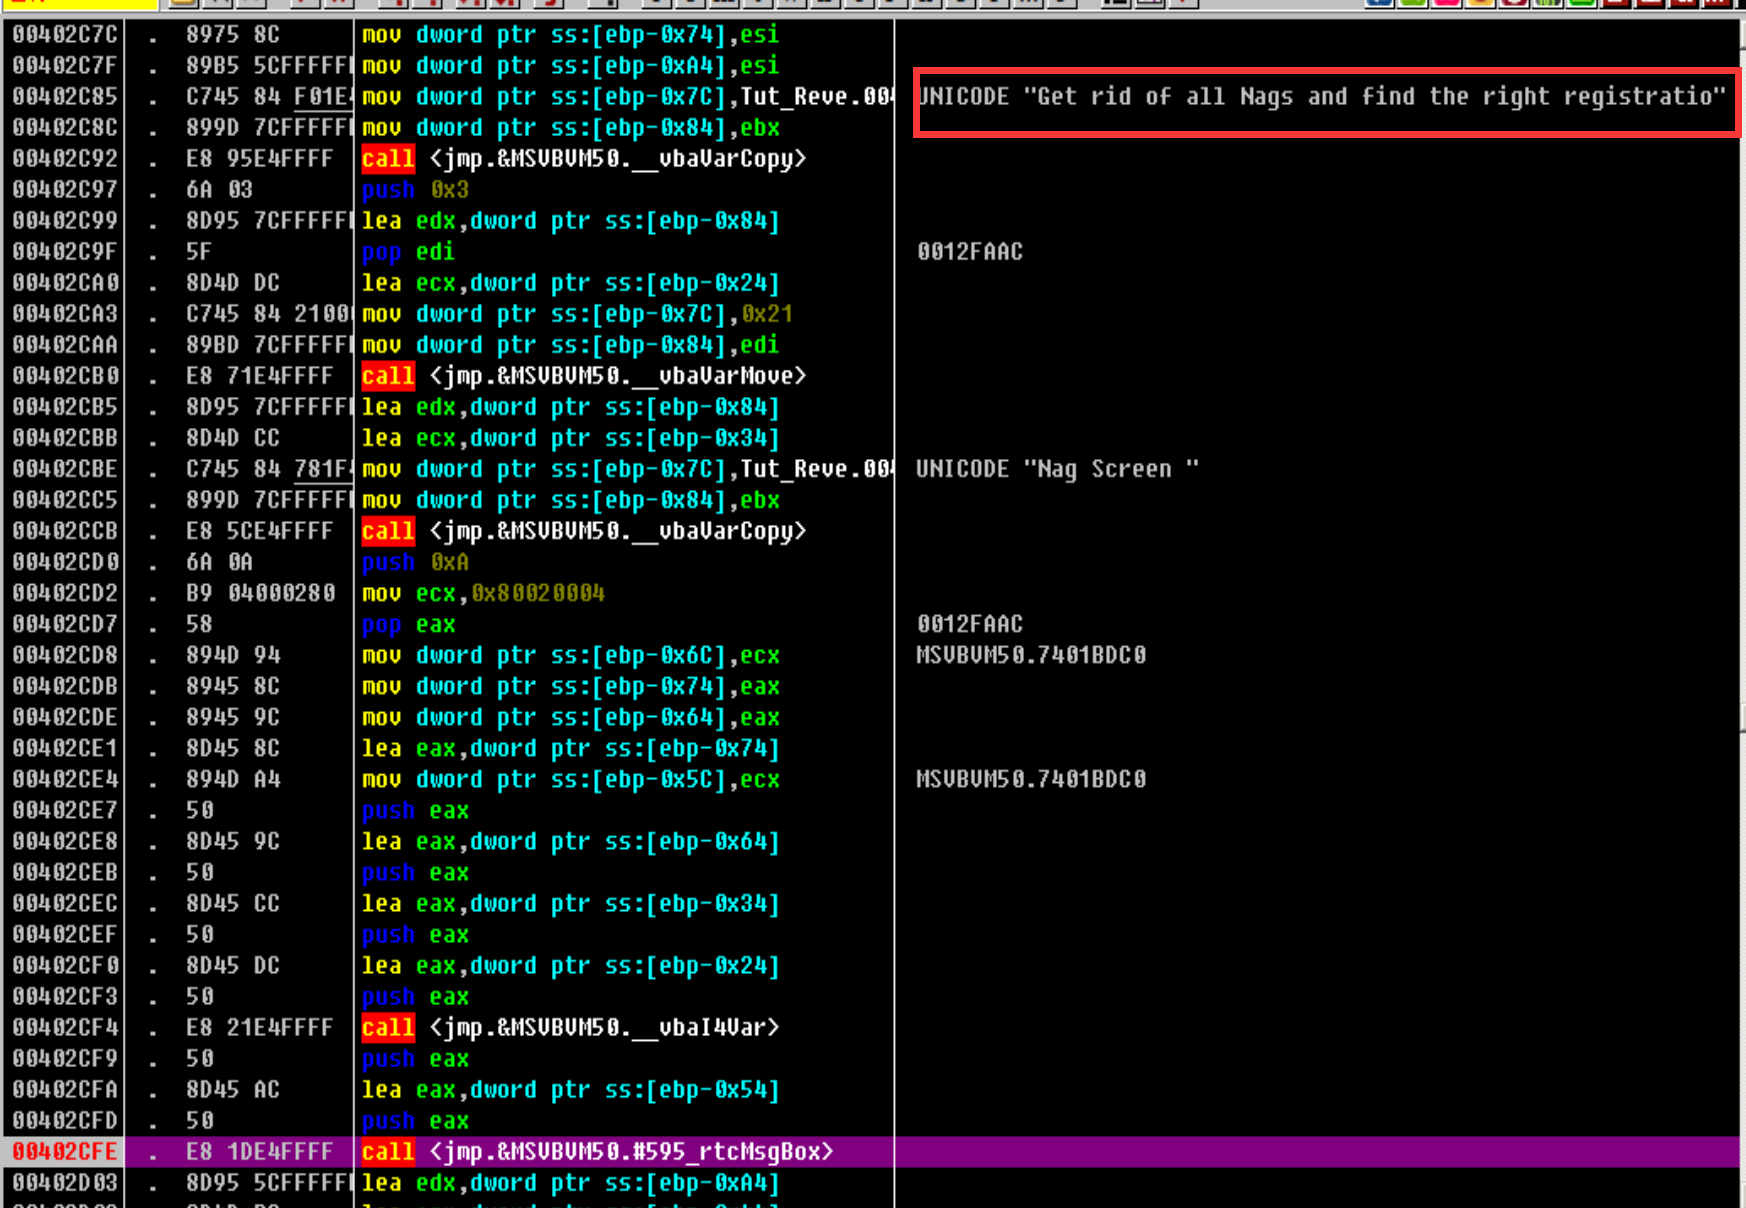 00402C7C . 8975 8C mov dword ptr ss:[ebp-0x74],esi
00402C7F . 89B5 5CFFFFF mov dword ptr ss:[ebp-0xA4],esi
00402C85 . C745 84 F01E4 mov dword ptr ss:[ebp-0x7C],Tut_Reve.004 UNICODE "Get rid of all Nags and find the right registratio"
00402C8C . 899D 7CFFFFF mov dword ptr ss:[ebp-0x84],ebx
00402C92 . E8 95E4FFFF call <jmp.&MSVBVM50.__vbaVarCopy>
00402C97 . 6A 03 push 0x3
00402C99 . 8D95 7CFFFFF lea edx,dword ptr ss:[ebp-0x84]
00402C9F . 5F pop edi 0012FAAC
00402CA0 . 8D4D DC lea ecx,dword ptr ss:[ebp-0x24]
00402CA3 . C745 84 2100 mov dword ptr ss:[ebp-0x7C],0x21
00402CAA . 89BD 7CFFFFF mov dword ptr ss:[ebp-0x84],edi
00402CB0 . E8 71E4FFFF call <jmp.&MSVBVM50.__vbaVarMove>
00402CB5 . 8D95 7CFFFFF lea edx,dword ptr ss:[ebp-0x84]
00402CBB . 8D4D CC lea ecx,dword ptr ss:[ebp-0x34]
00402CBE . C745 84 781F4 mov dword ptr ss:[ebp-0x7C],Tut_Reve.004 UNICODE "Nag Screen "
00402CC5 . 899D 7CFFFFF mov dword ptr ss:[ebp-0x84],ebx
00402CCB . E8 5CE4FFFF call <jmp.&MSVBVM50.__vbaVarCopy>
00402CD0 . 6A 0A push 0xA
00402CD2 . B9 04000280 mov ecx,0x80020004
00402CD7 . 58 pop eax 0012FAAC
00402CD8 . 894D 94 mov dword ptr ss:[ebp-0x6C],ecx MSVBVM50.7401BDC0
00402CDB . 8945 8C mov dword ptr ss:[ebp-0x74],eax
00402CDE . 8945 9C mov dword ptr ss:[ebp-0x64],eax
00402CE1 . 8D45 8C lea eax,dword ptr ss:[ebp-0x74]
00402CE4 . 894D A4 mov dword ptr ss:[ebp-0x5C],ecx MSVBVM50.7401BDC0
00402CE7 . 50 push eax
00402CE8 . 8D45 9C lea eax,dword ptr ss:[ebp-0x64]
00402CEB . 50 push eax
00402CEC . 8D45 CC lea eax,dword ptr ss:[ebp-0x34]
00402CEF . 50 push eax
00402CF0 . 8D45 DC lea eax,dword ptr ss:[ebp-0x24]
00402CF3 . 50 push eax
00402CF4 . E8 21E4FFFF call <jmp.&MSVBVM50.__vbaI4Var>
00402CF9 . 50 push eax
00402CFA . 8D45 AC lea eax,dword ptr ss:[ebp-0x54]
00402CFD . 50 push eax
00402CFE . E8 1DE4FFFF call <jmp.&MSVBVM50.#595_rtcMsgBox>
00402D03 . 8D95 5CFFFFF lea edx,dword ptr ss:[ebp-0xA4]